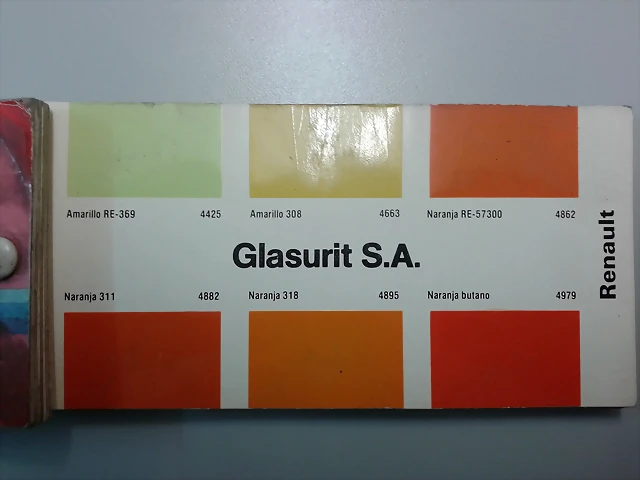 Amarillo RE-369 4425
Amarillo 308 4663
Naranja RE-57300 4862
Glasurit S.A.
Naranja 311 4882
Naranja 318 4895
Naranja butano 4979
Renault